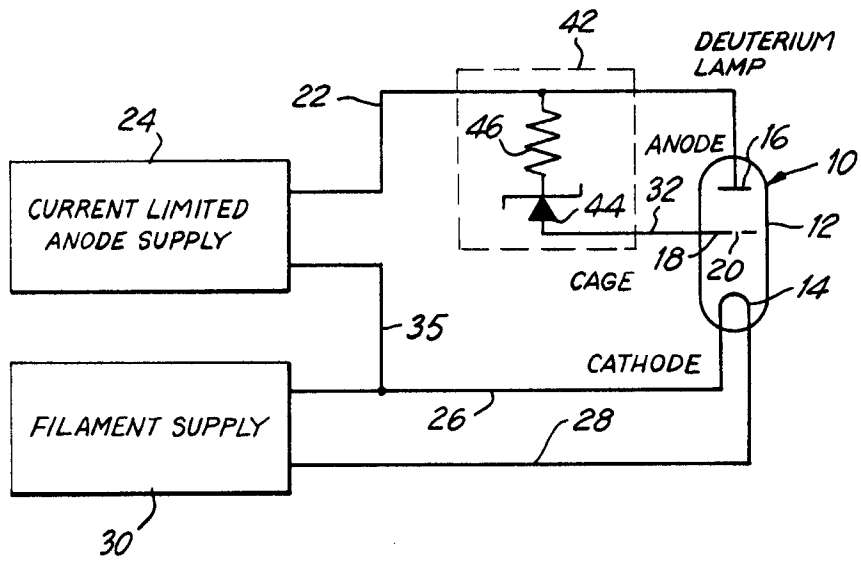 42
DEUTERIUM
LAMP
22
24
46
ANODE
16
10
CURRENT LIMITED
ANODE SUPPLY
44
32
12
18
20
CAGE
14
35
CATHODE
FILAMENT SUPPLY
26
28
30